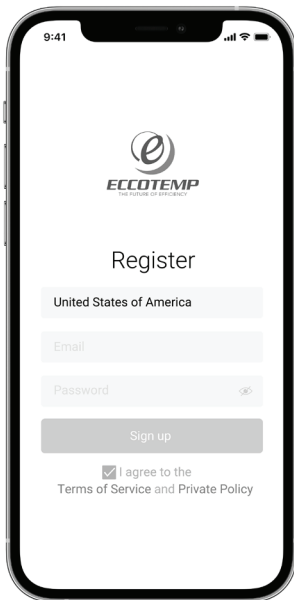 9:41
e
ECCOTEMP
THE FUTURE OF EFFICIENCY
Register
United States of America
Email
Password
Sign up
I agree to the
Terms of Service and Private Policy